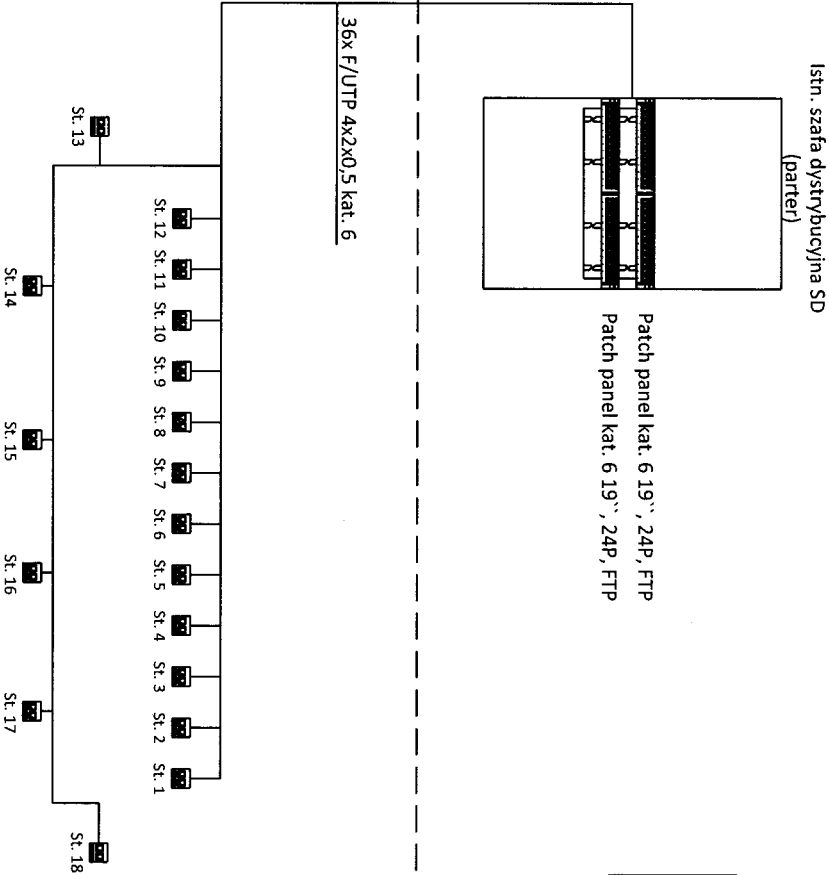 Istn. szafa dystrybucyjna SD
(parter)
Patch panel kat. 6 19``, 24P, FTP
Patch panel kat. 6 19``, 24P, FTP
36x F/UTP 4x2x0,5 kat. 6
St. 12
St. 11
St. 10
St. 9
St. 8
St. 7
St. 6
St. 5
St. 4
St. 3
St. 2
St. 1
St. 13
St. 14
St. 15
St. 16
St. 17
St. 18